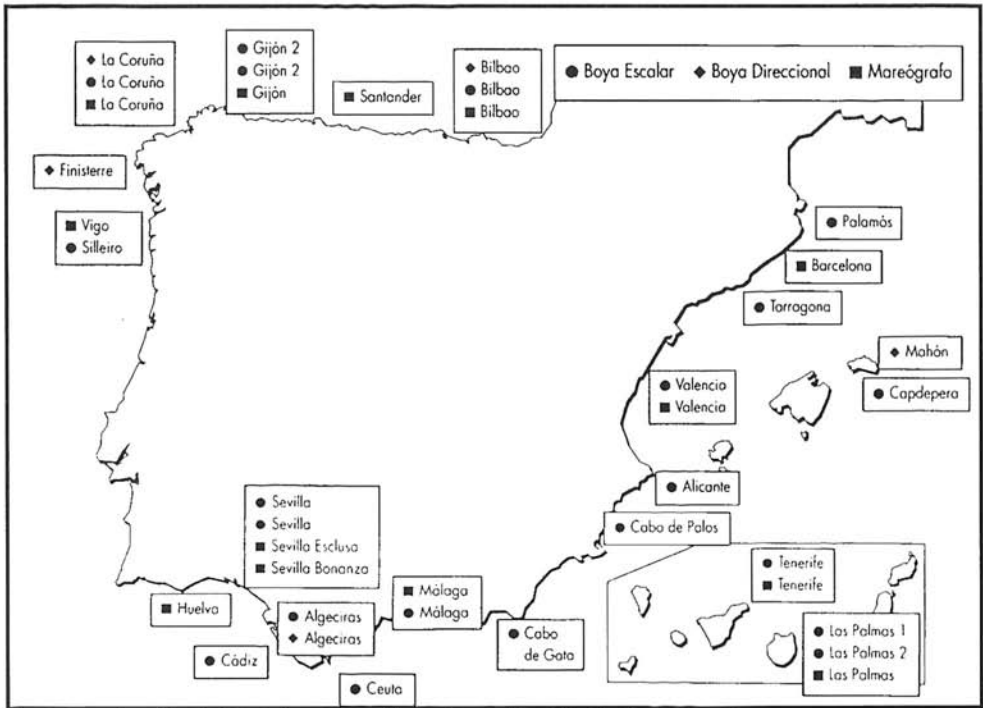 La Coruña
La Coruña
La Coruña
Gijón 2
Gijón 2
Gijón
Santander
Bilbao
Bilbao
Bilbao
Boya Escalar Boya Direccional Mareógrafo
Finisterre
Vigo
Silleiro
Palamós
Barcelona
Tarragona
Mahón
Capdepera
Valencia
Valencia
Alicante
Cabo de Palos
Sevilla
Sevilla
Sevilla Esclusa
Sevilla Bonanza
Huelva
Málaga
Málaga
Algeciras
Algeciras
Cádiz
Ceuta
Cabo
de Gata
Tenerife
Tenerife
Las Palmas 1
Las Palmas 2
Las Palmas